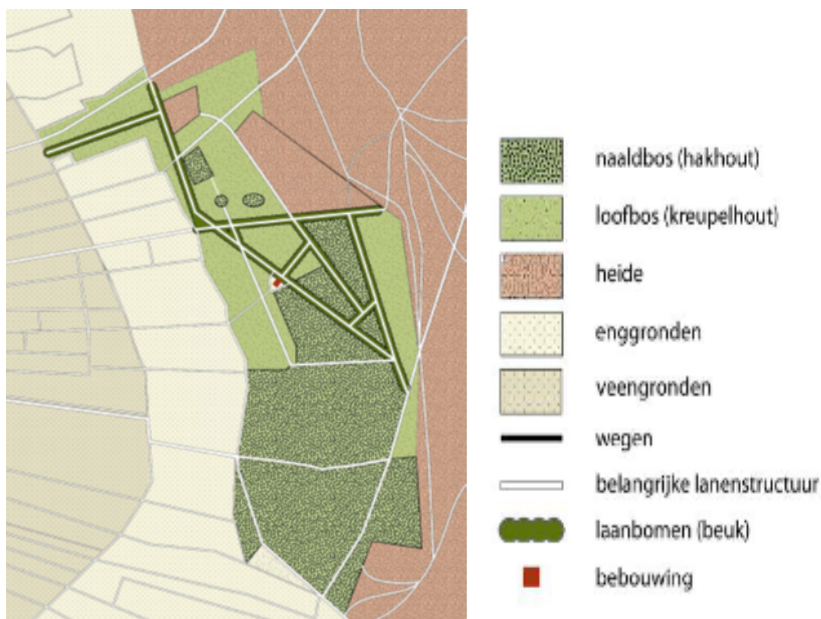 naaldbos (hakhout)
loofbos (kreupelhout)
heide
enggronden
veengronden
wegen
belangrijke lanenstructuur
laanbomen (beuk)
bebouwing